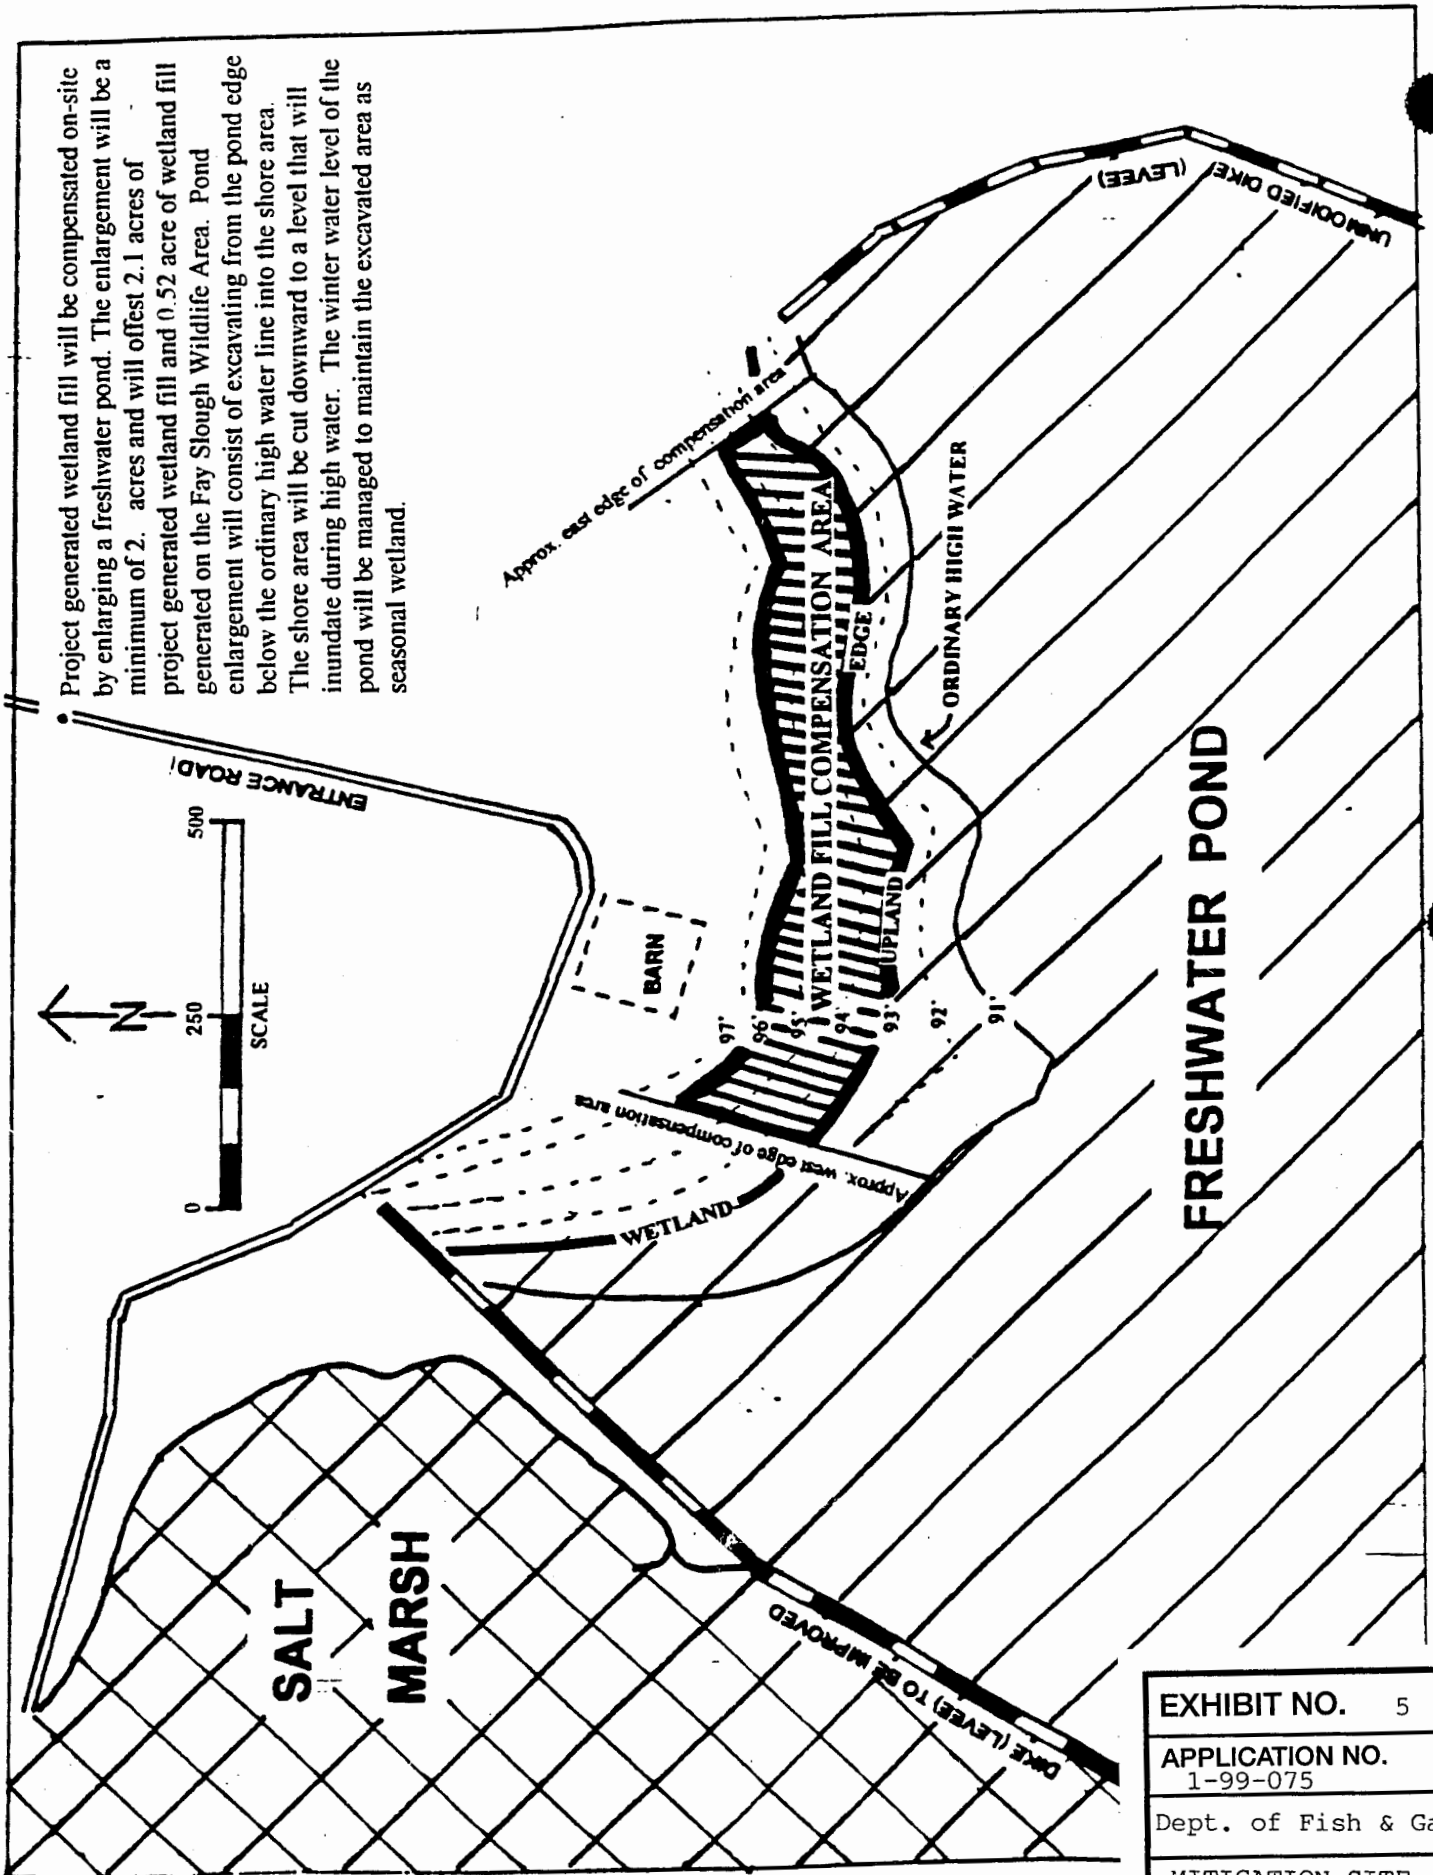 Project generated wetland fill will be compensated on-site
by enlarging a freshwater pond. The enlargement will be a
minimum of 2. acres and will offest 2.1 acres of
project generated wetland fill and 0.52 acre of wetland fill
generated on the Fay Slough Wildlife Area. Pond
enlargement will consist of excavating from the pond edge
below the ordinary high water line into the shore area.
The shore area will be cut downward to a level that will
inundate during high water. The winter water level of the
pond will be managed to maintain the excavated area as
seasonal wetland.
ENTRANCE ROAD
0 250 500
SCALE
N
BARN
Approx. east edge of compensation area
(LEVEE)
UNMODIFIED DIKE
WETLAND FILL COMPENSATION AREA
UPLAND
EDGE
ORDINARY HIGH WATER
97'
96'
95'
94'
93'
92'
91'
Approx. west edge of compensation area
WETLAND
SALT
MARSH
DIKE (LEVEE) TO BE IMPROVED
FRESHWATER POND
EXHIBIT NO. 5
APPLICATION NO.
1-99-075
Dept. of Fish & Ga
MITIGATION SITE